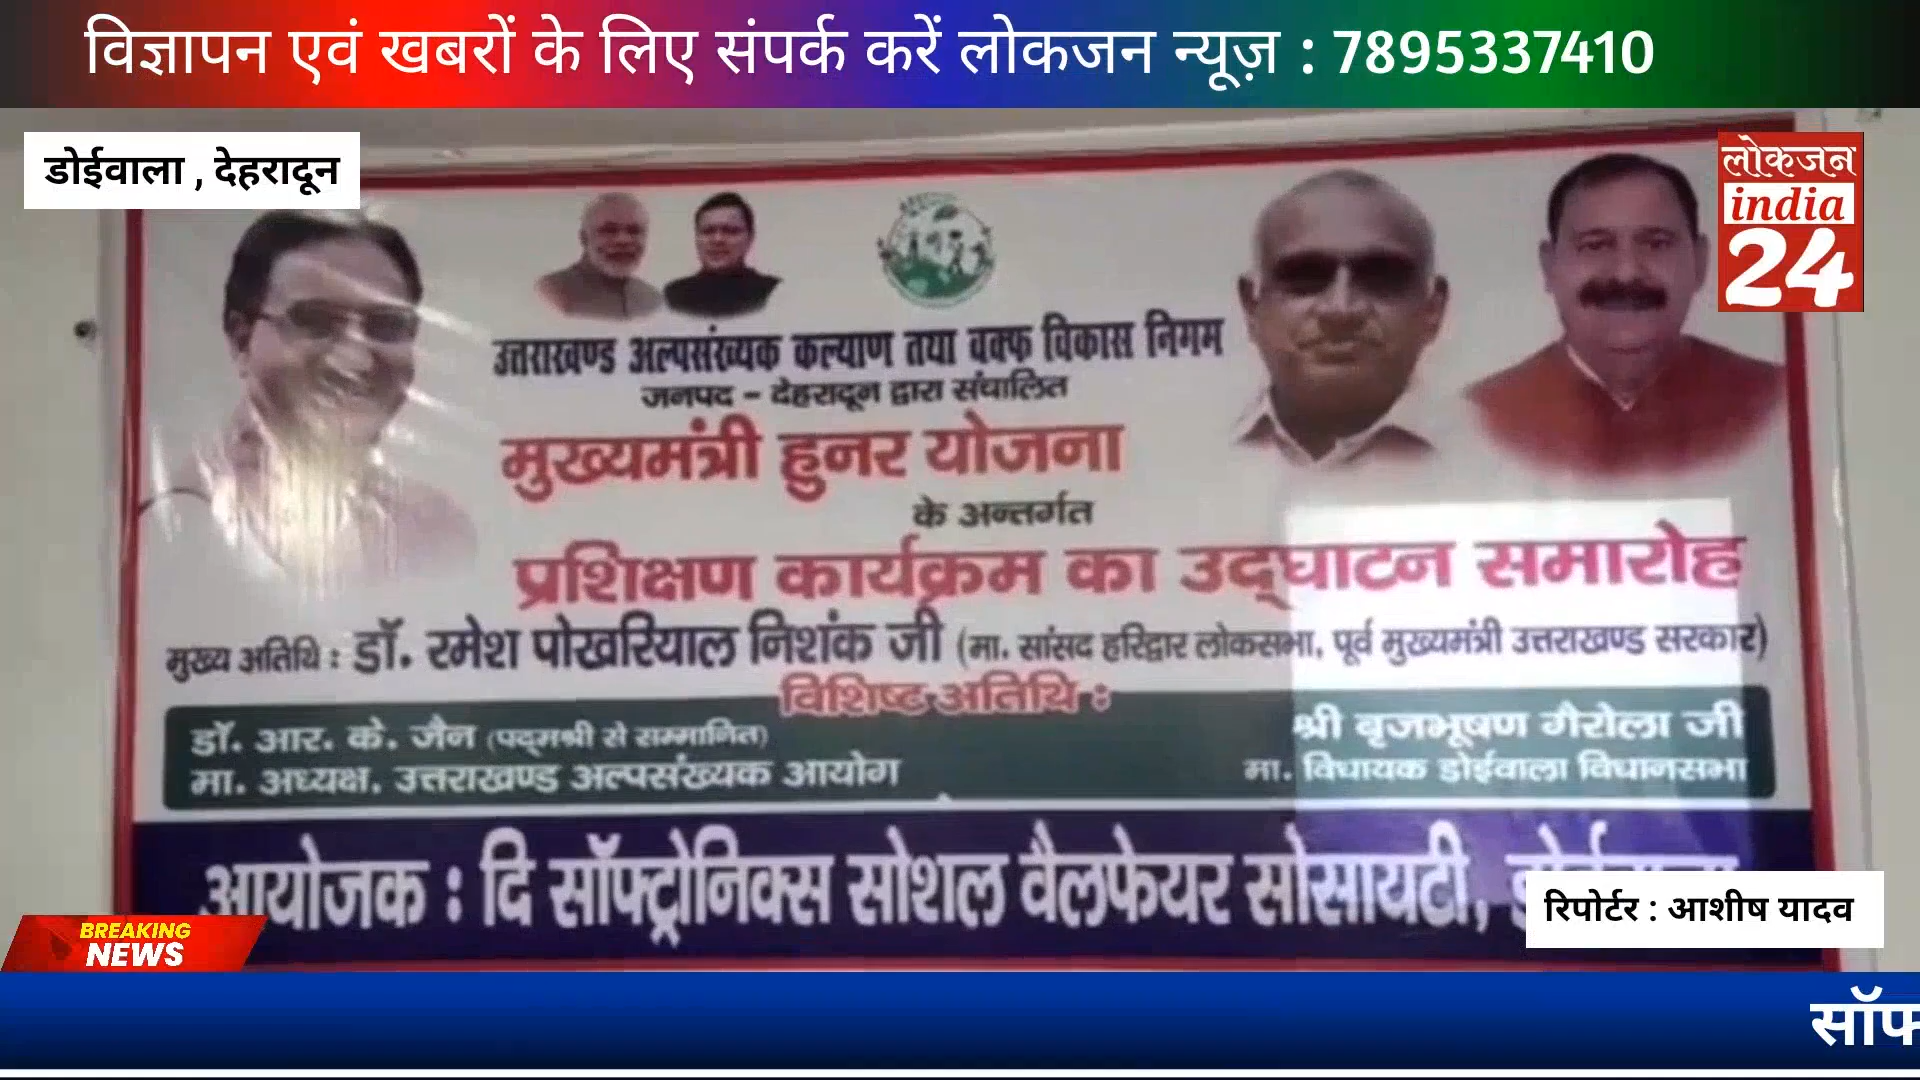 विज्ञापन एवं खबरों के लिए संपर्क करें लोकजन न्यूज़ : 7895337410
डोईवाला , देहरादून
लोकजन
india
24
उत्तराखण्ड अल्पसंख्यक कल्याण तथा वक्फ विकास निगम
जनपद – देहरादून द्वारा संचालित
मुख्यमंत्री हुनर योजना
के अन्तर्गत
प्रशिक्षण कार्यक्रम का उद्घाटन समारोह
मुख्य अतिथि : डॉ. रमेश पोखरियाल निशंक जी (मा. सांसद हरिद्वार लोकसभा, पूर्व मुख्यमंत्री उत्तराखण्ड सरकार)
विशिष्ट अतिथि :
डॉ. आर. के. जैन (पद्मश्री से सम्मानित)
मा. अध्यक्ष, उत्तराखण्ड अल्पसंख्यक आयोग
श्री बृजभूषण गैरोला जी
मा. विधायक डोईवाला विधानसभा
आयोजक : दि सॉफ्ट्रोनिक्स सोशल वैलफेयर सोसायटी,
रिपोर्टर : आशीष यादव
BREAKING
NEWS